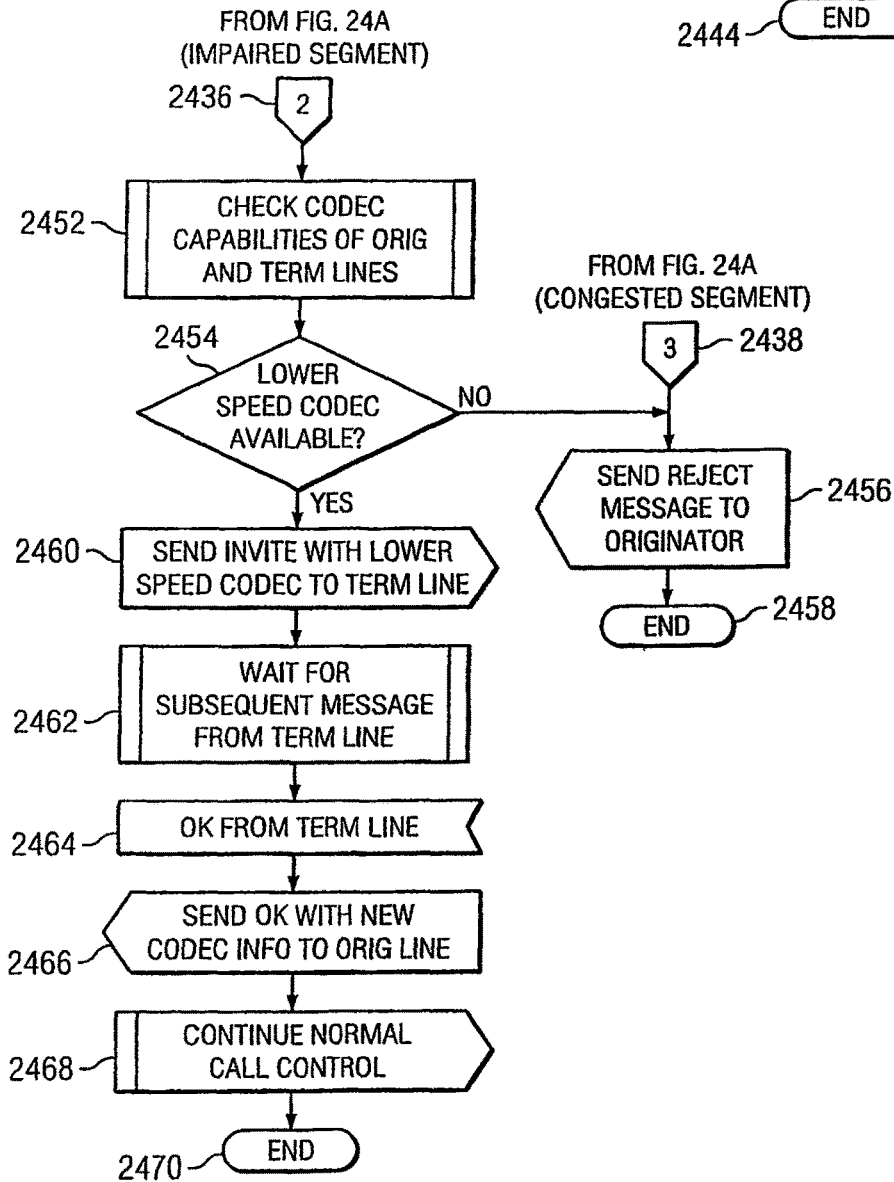 FROM FIG. 24A
(IMPAIRED SEGMENT)
2444
END
2436
2
2452
CHECK CODEC
CAPABILITIES OF ORIG
AND TERM LINES
FROM FIG. 24A
(CONGESTED SEGMENT)
3
2438
2454
LOWER
SPEED CODEC
AVAILABLE?
NO
YES
SEND REJECT
MESSAGE TO
ORIGINATOR
2456
END
2458
2460
SEND INVITE WITH LOWER
SPEED CODEC TO TERM LINE
2462
WAIT FOR
SUBSEQUENT MESSAGE
FROM TERM LINE
2464
OK FROM TERM LINE
2466
SEND OK WITH NEW
CODEC INFO TO ORIG LINE
2468
CONTINUE NORMAL
CALL CONTROL
2470
END